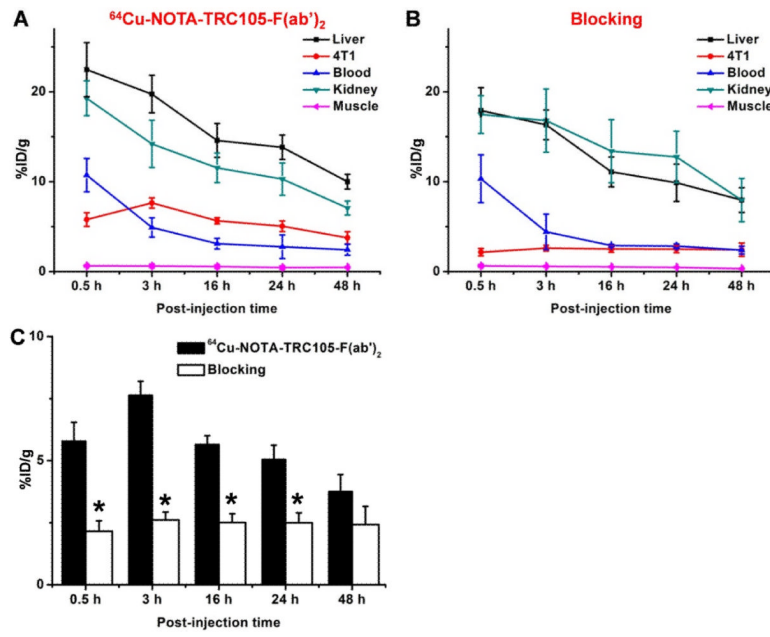 A
⁶⁴Cu-NOTA-TRC105-F(ab')₂
Liver
4T1
Blood
Kidney
Muscle
%ID/g
20
10
0
0.5 h 3 h 16 h 24 h 48 h
Post-injection time
B
Blocking
Liver
4T1
Blood
Kidney
Muscle
%ID/g
20
10
0
0.5 h 3 h 16 h 24 h 48 h
Post-injection time
C
⁶⁴Cu-NOTA-TRC105-F(ab')₂
Blocking
%ID/g
10
5
0
* * * *
0.5 h 3 h 16 h 24 h 48 h
Post-injection time